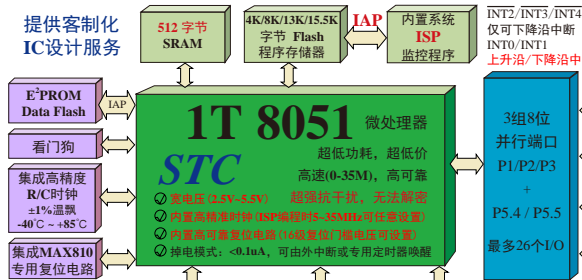 提供客制化
IC设计服务
512 字节
SRAM
4K/8K/13K/15.5K
字节 Flash
程序存储器
IAP
内置系统
ISP
监控程序
INT2/INT3/INT4
仅可下降沿中断
INT0/INT1
上升沿/下降沿中
E²PROM
Data Flash
IAP
看门狗
集成高精度
R/C时钟
±1%温飘
-40℃ ~ +85℃
集成MAX810
专用复位电路
1T 8051 微处理器
STC
超低功耗，超低价
高速(0-35M)，高可靠
超强抗干扰，无法解密
宽电压(2.5V~5.5V)
内置高精准时钟(ISP编程时5~35MHz可任意设置)
内置高可靠复位电路(16级复位门槛电压可设置)
掉电模式：<0.1uA，可由外中断或专用定时器唤醒
3组8位
并行端口
P1/P2/P3
+
P5.4 / P5.5
最多26个I/O